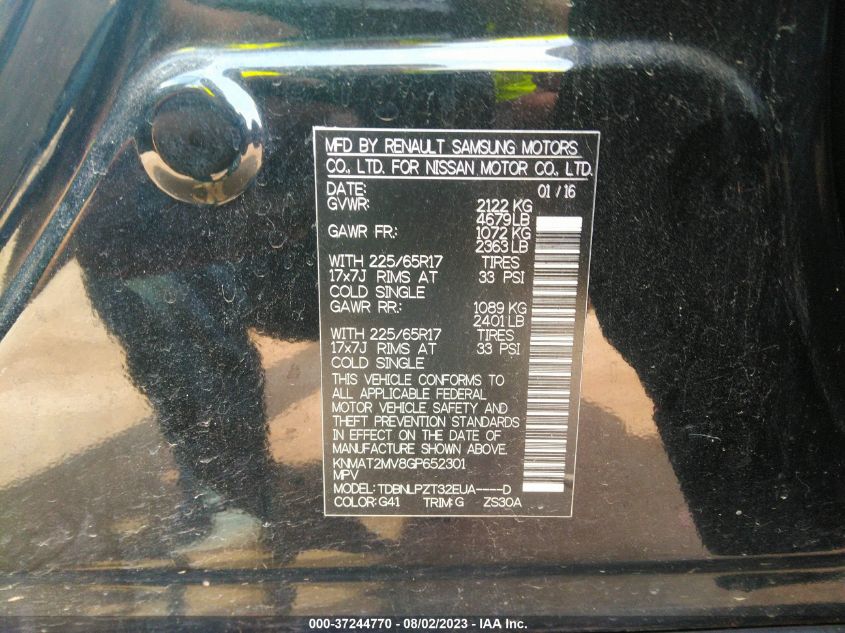 MFD BY RENAULT SAMSUNG MOTORS
CO., LTD. FOR NISSAN MOTOR CO., LTD.
DATE: 01 / 16
GVWR: 2122 KG
4679 LB
GAWR FR: 1072 KG
2363 LB
WITH 225/65R17 TIRES
17x7J RIMS AT 33 PSI
COLD SINGLE
GAWR RR: 1089 KG
2401 LB
WITH 225/65R17 TIRES
17x7J RIMS AT 33 PSI
COLD SINGLE
THIS VEHICLE CONFORMS TO
ALL APPLICABLE FEDERAL
MOTOR VEHICLE SAFETY AND
THEFT PREVENTION STANDARDS
IN EFFECT ON THE DATE OF
MANUFACTURE SHOWN ABOVE.
KNMAT2MV8GP652301
MPV
MODEL: TDBNLPZT32EUA----D
COLOR: G41 TRIM: G ZS30A
000-37244770 - 08/02/2023 - IAA Inc.